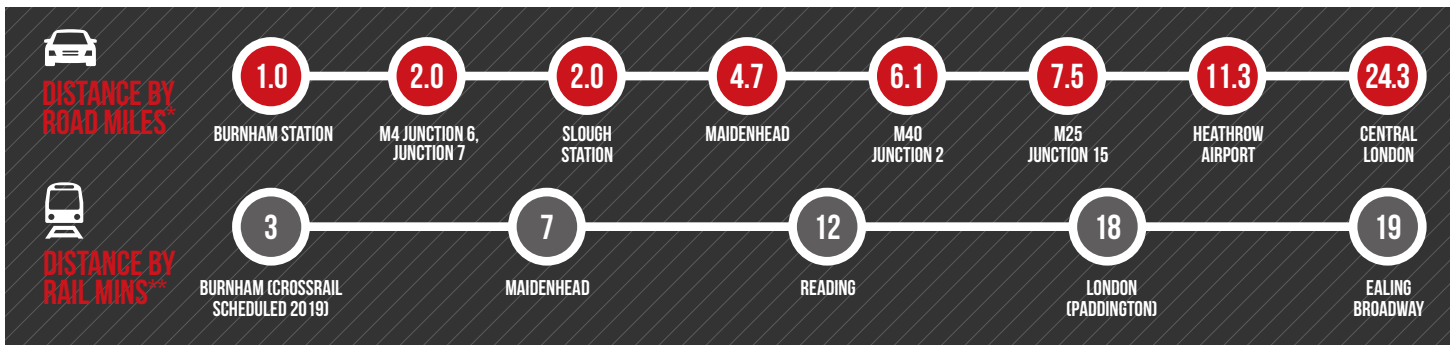 DISTANCE BY
ROAD MILES*
1.0
2.0
2.0
4.7
6.1
7.5
11.3
24.3
BURNHAM STATION
M4 JUNCTION 6,
JUNCTION 7
SLOUGH
STATION
MAIDENHEAD
M40
JUNCTION 2
M25
JUNCTION 15
HEATHROW
AIRPORT
CENTRAL
LONDON
DISTANCE BY
RAIL MINS**
3
7
12
18
19
BURNHAM (CROSSRAIL
SCHEDULED 2019)
MAIDENHEAD
READING
LONDON
(PADDINGTON)
EALING
BROADWAY